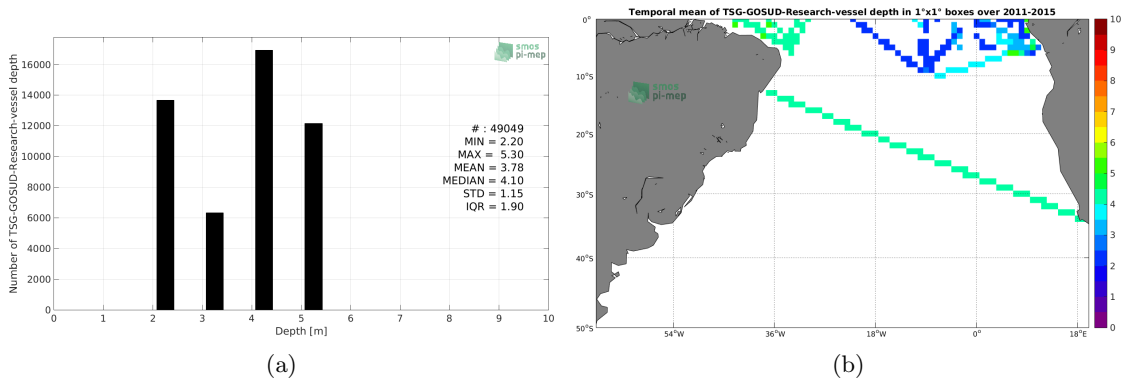 smos
pi-mep
Number of TSG-GOSUD-Research-vessel depth
16000
14000
12000
10000
8000
6000
4000
2000
0
# : 49049
MIN = 2.20
MAX = 5.30
MEAN = 3.78
MEDIAN = 4.10
STD = 1.15
IQR = 1.90
0 1 2 3 4 5 6 7 8 9 10
Depth [m]
(a)
Temporal mean of TSG-GOSUD-Research-vessel depth in 1°x1° boxes over 2011-2015
smos
pi-mep
0°
10°S
20°S
30°S
40°S
50°S
54°W 36°W 18°W 0° 18°E
10
9
8
7
6
5
4
3
2
1
0
(b)